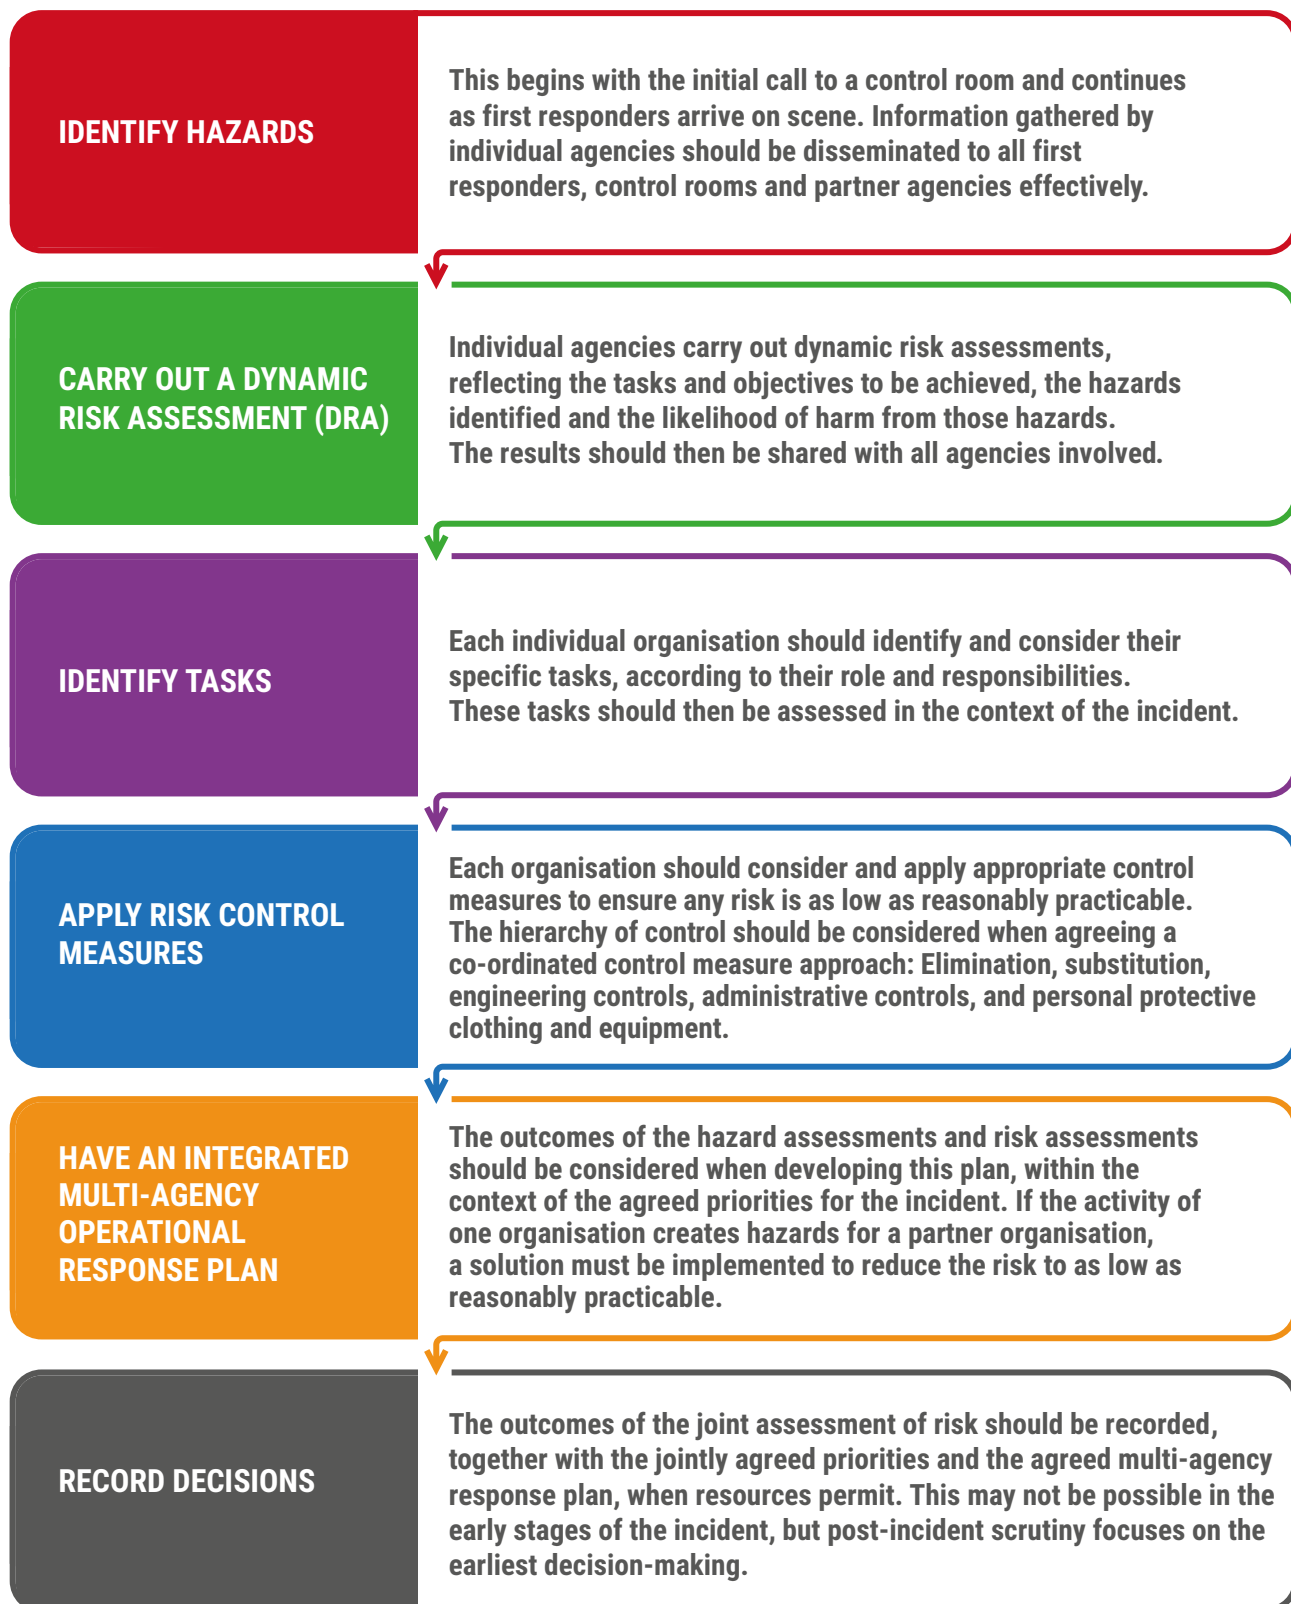 IDENTIFY HAZARDS
This begins with the initial call to a control room and continues
as first responders arrive on scene. Information gathered by
individual agencies should be disseminated to all first
responders, control rooms and partner agencies effectively.
CARRY OUT A DYNAMIC
RISK ASSESSMENT (DRA)
Individual agencies carry out dynamic risk assessments,
reflecting the tasks and objectives to be achieved, the hazards
identified and the likelihood of harm from those hazards.
The results should then be shared with all agencies involved.
IDENTIFY TASKS
Each individual organisation should identify and consider their
specific tasks, according to their role and responsibilities.
These tasks should then be assessed in the context of the incident.
APPLY RISK CONTROL
MEASURES
Each organisation should consider and apply appropriate control
measures to ensure any risk is as low as reasonably practicable.
The hierarchy of control should be considered when agreeing a
co-ordinated control measure approach: Elimination, substitution,
engineering controls, administrative controls, and personal protective
clothing and equipment.
HAVE AN INTEGRATED
MULTI-AGENCY
OPERATIONAL
RESPONSE PLAN
The outcomes of the hazard assessments and risk assessments
should be considered when developing this plan, within the
context of the agreed priorities for the incident. If the activity of
one organisation creates hazards for a partner organisation,
a solution must be implemented to reduce the risk to as low as
reasonably practicable.
RECORD DECISIONS
The outcomes of the joint assessment of risk should be recorded,
together with the jointly agreed priorities and the agreed multi-agency
response plan, when resources permit. This may not be possible in the
early stages of the incident, but post-incident scrutiny focuses on the
earliest decision-making.